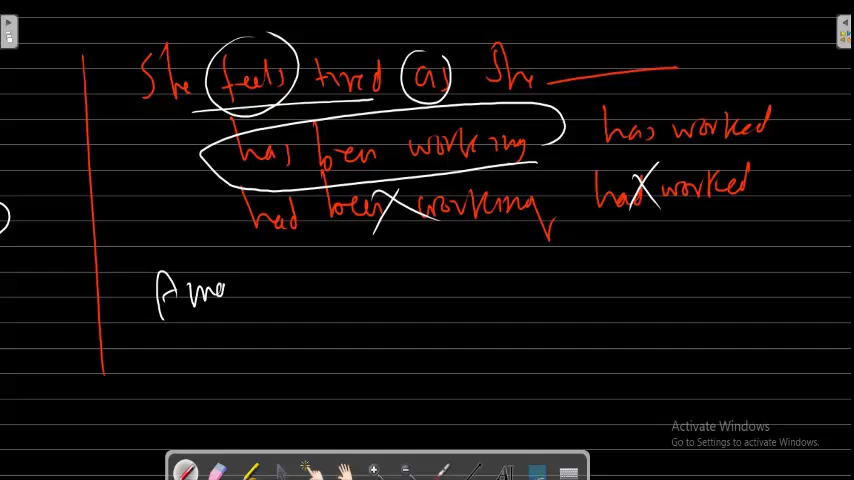 She feels tired as She
has been working has worked
had been working had worked
A ma
Activate Windows
Go to Settings to activate Windows.